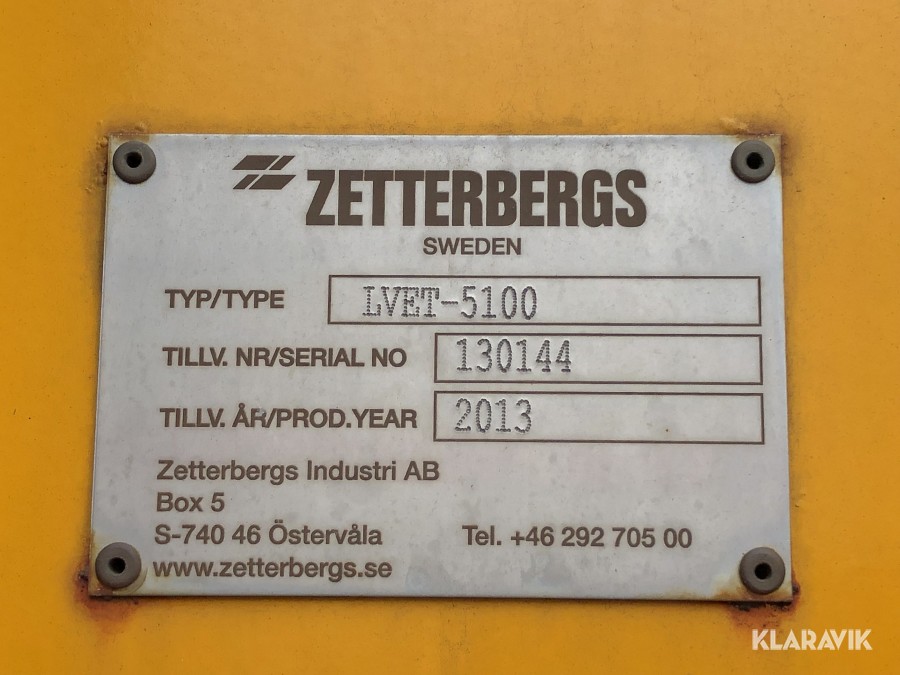 ZETTERBERGS
SWEDEN
TYP/TYPE LVET-5100
TILLV. NR/SERIAL NO 130144
TILLV. ÅR/PROD.YEAR 2013
Zetterbergs Industri AB
Box 5
S-740 46 Östervåla Tel. +46 292 705 00
www.zetterbergs.se
KLARAVIK